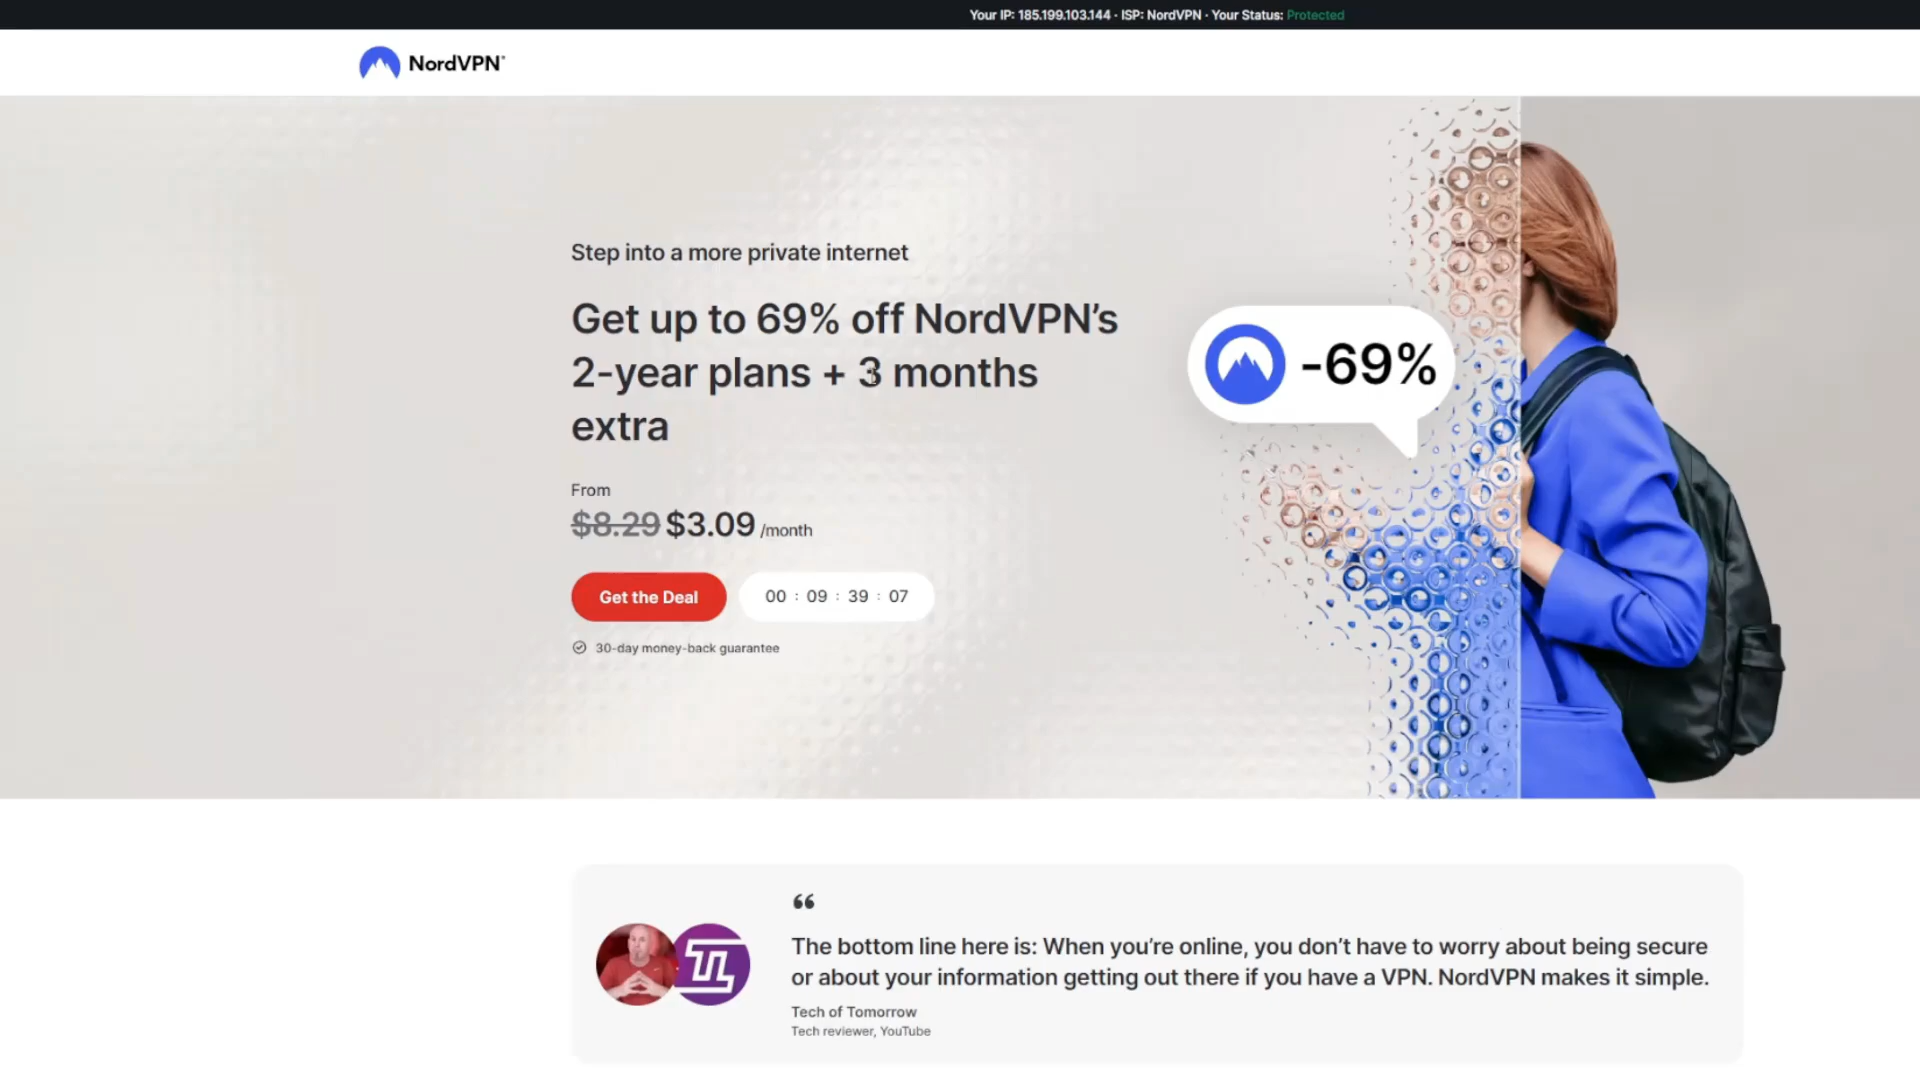 Your IP: 185.199.103.144 · ISP: NordVPN · Your Status: Protected
NordVPN®
Step into a more private internet
Get up to 69% off NordVPN’s
2-year plans + 3 months
extra
-69%
From
$8.29 $3.09 /month
Get the Deal
00 : 09 : 39 : 07
30-day money-back guarantee
“
The bottom line here is: When you’re online, you don’t have to worry about being secure
or about your information getting out there if you have a VPN. NordVPN makes it simple.
Tech of Tomorrow
Tech reviewer, YouTube